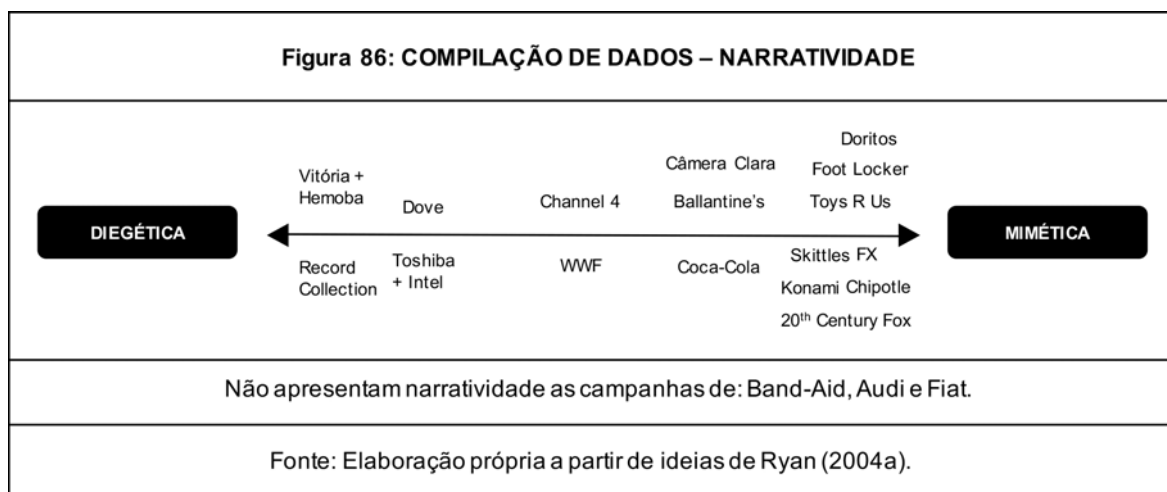 Figura 86: COMPILAÇÃO DE DADOS – NARRATIVIDADE
DIEGÉTICA
Vitória +
Hemoba
Dove
Channel 4
Câmera Clara
Ballantine's
Doritos
Foot Locker
Toys R Us
Record
Collection
Toshiba
+ Intel
WWF
Coca-Cola
Skittles FX
Konami Chipotle
20th Century Fox
MIMÉTICA
Não apresentam narratividade as campanhas de: Band-Aid, Audi e Fiat.
Fonte: Elaboração própria a partir de ideias de Ryan (2004a).